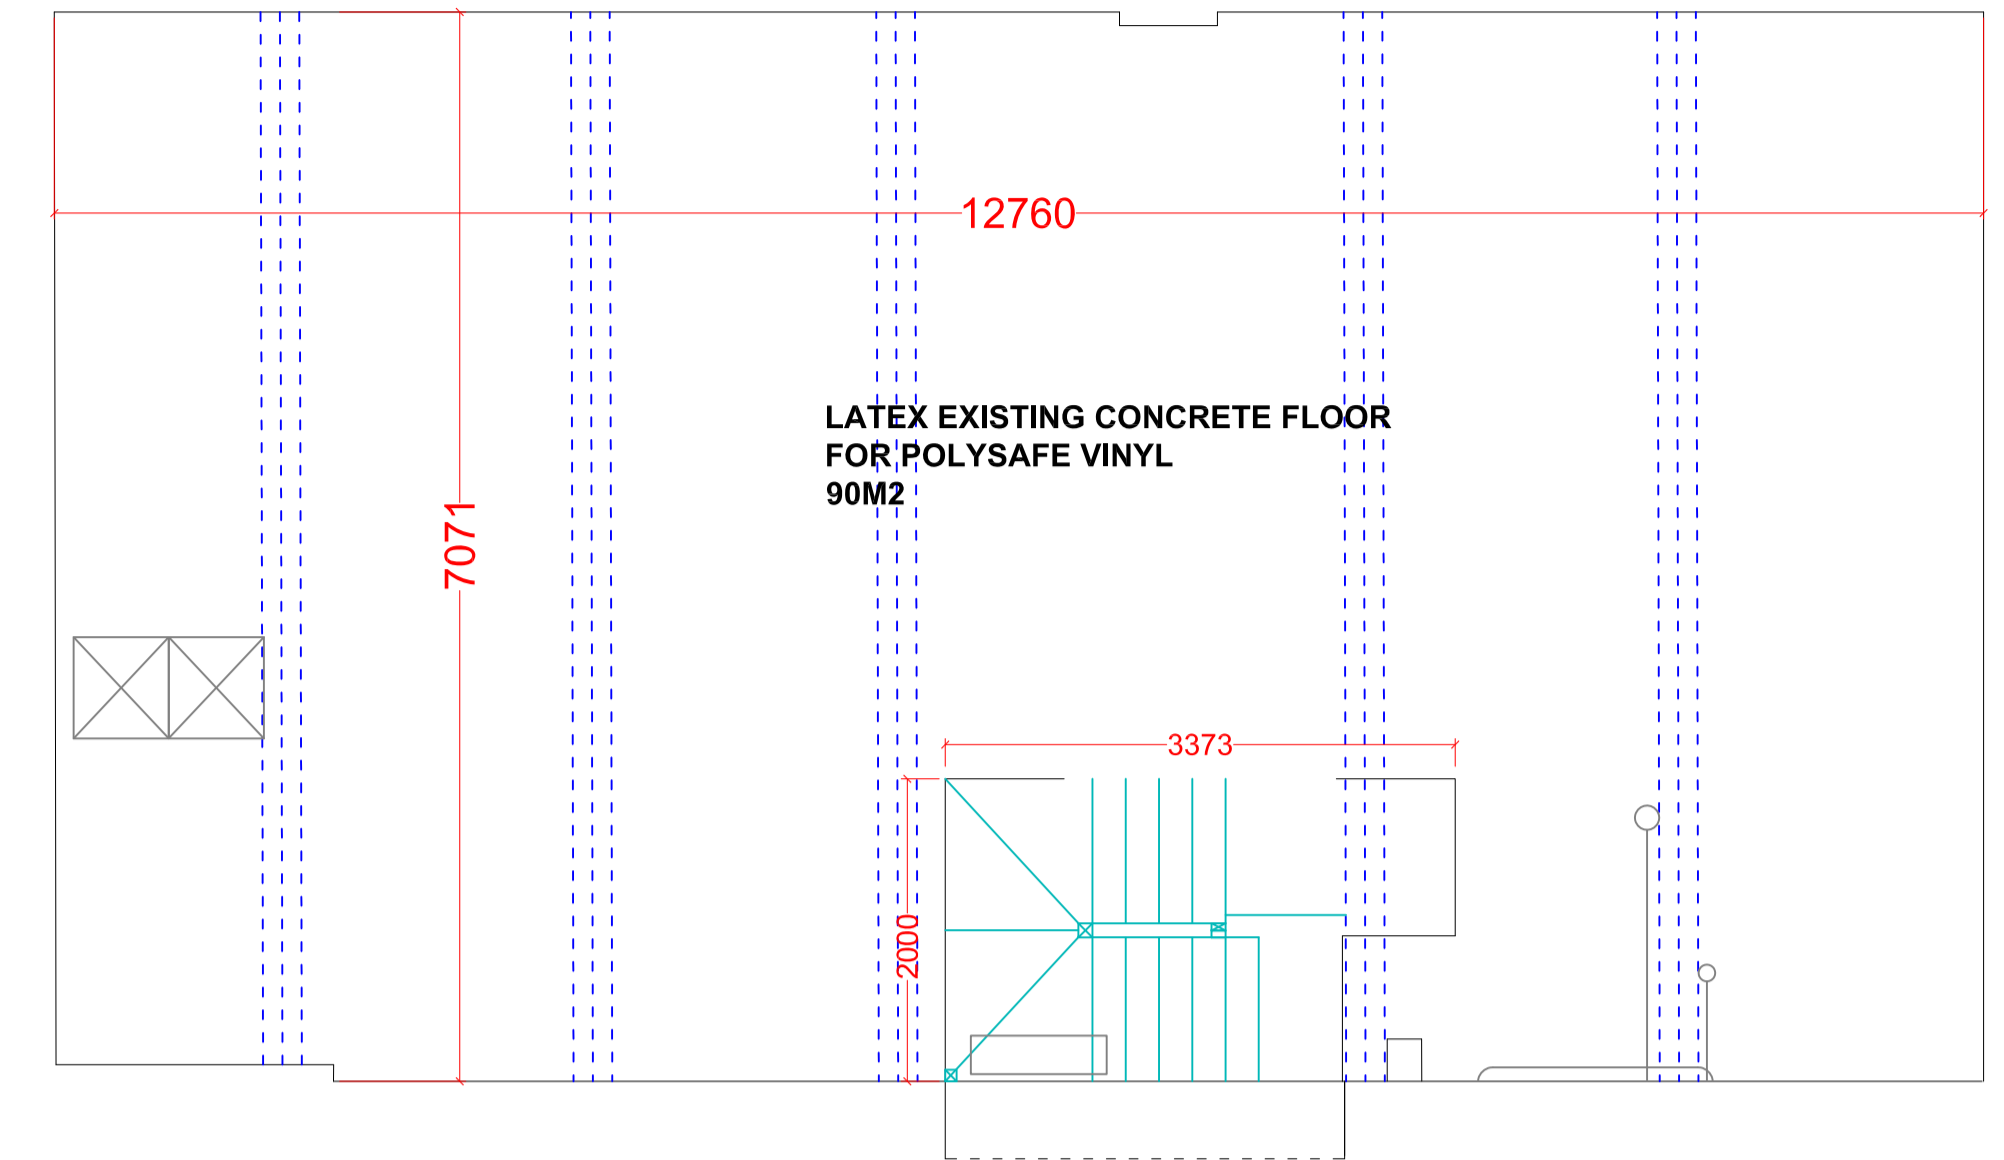 12760
LATEX EXISTING CONCRETE FLOOR
FOR POLYSAFE VINYL
90M2
7071
3373
2000